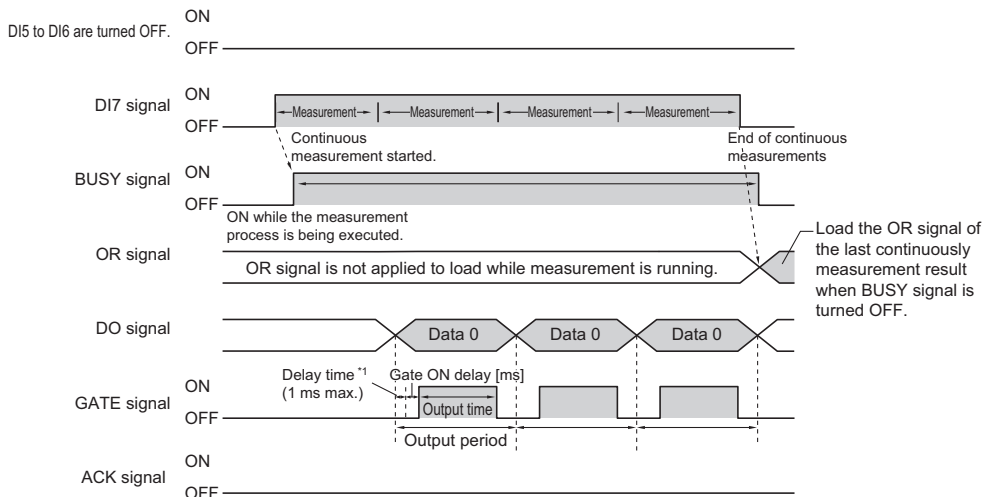 DI5 to DI6 are turned OFF.
ON
OFF
DI7 signal
ON
OFF
Measurement
Measurement
Measurement
Measurement
Continuous
measurement started.
End of continuous
measurements
BUSY signal
ON
OFF
ON while the measurement
process is being executed.
OR signal
OR signal is not applied to load while measurement is running.
Load the OR signal of
the last continuously
measurement result
when BUSY signal is
turned OFF.
DO signal
Data 0
Data 0
Data 0
Delay time *1
(1 ms max.)
Gate ON delay [ms]
GATE signal
ON
OFF
Output time
Output period
ACK signal
ON
OFF